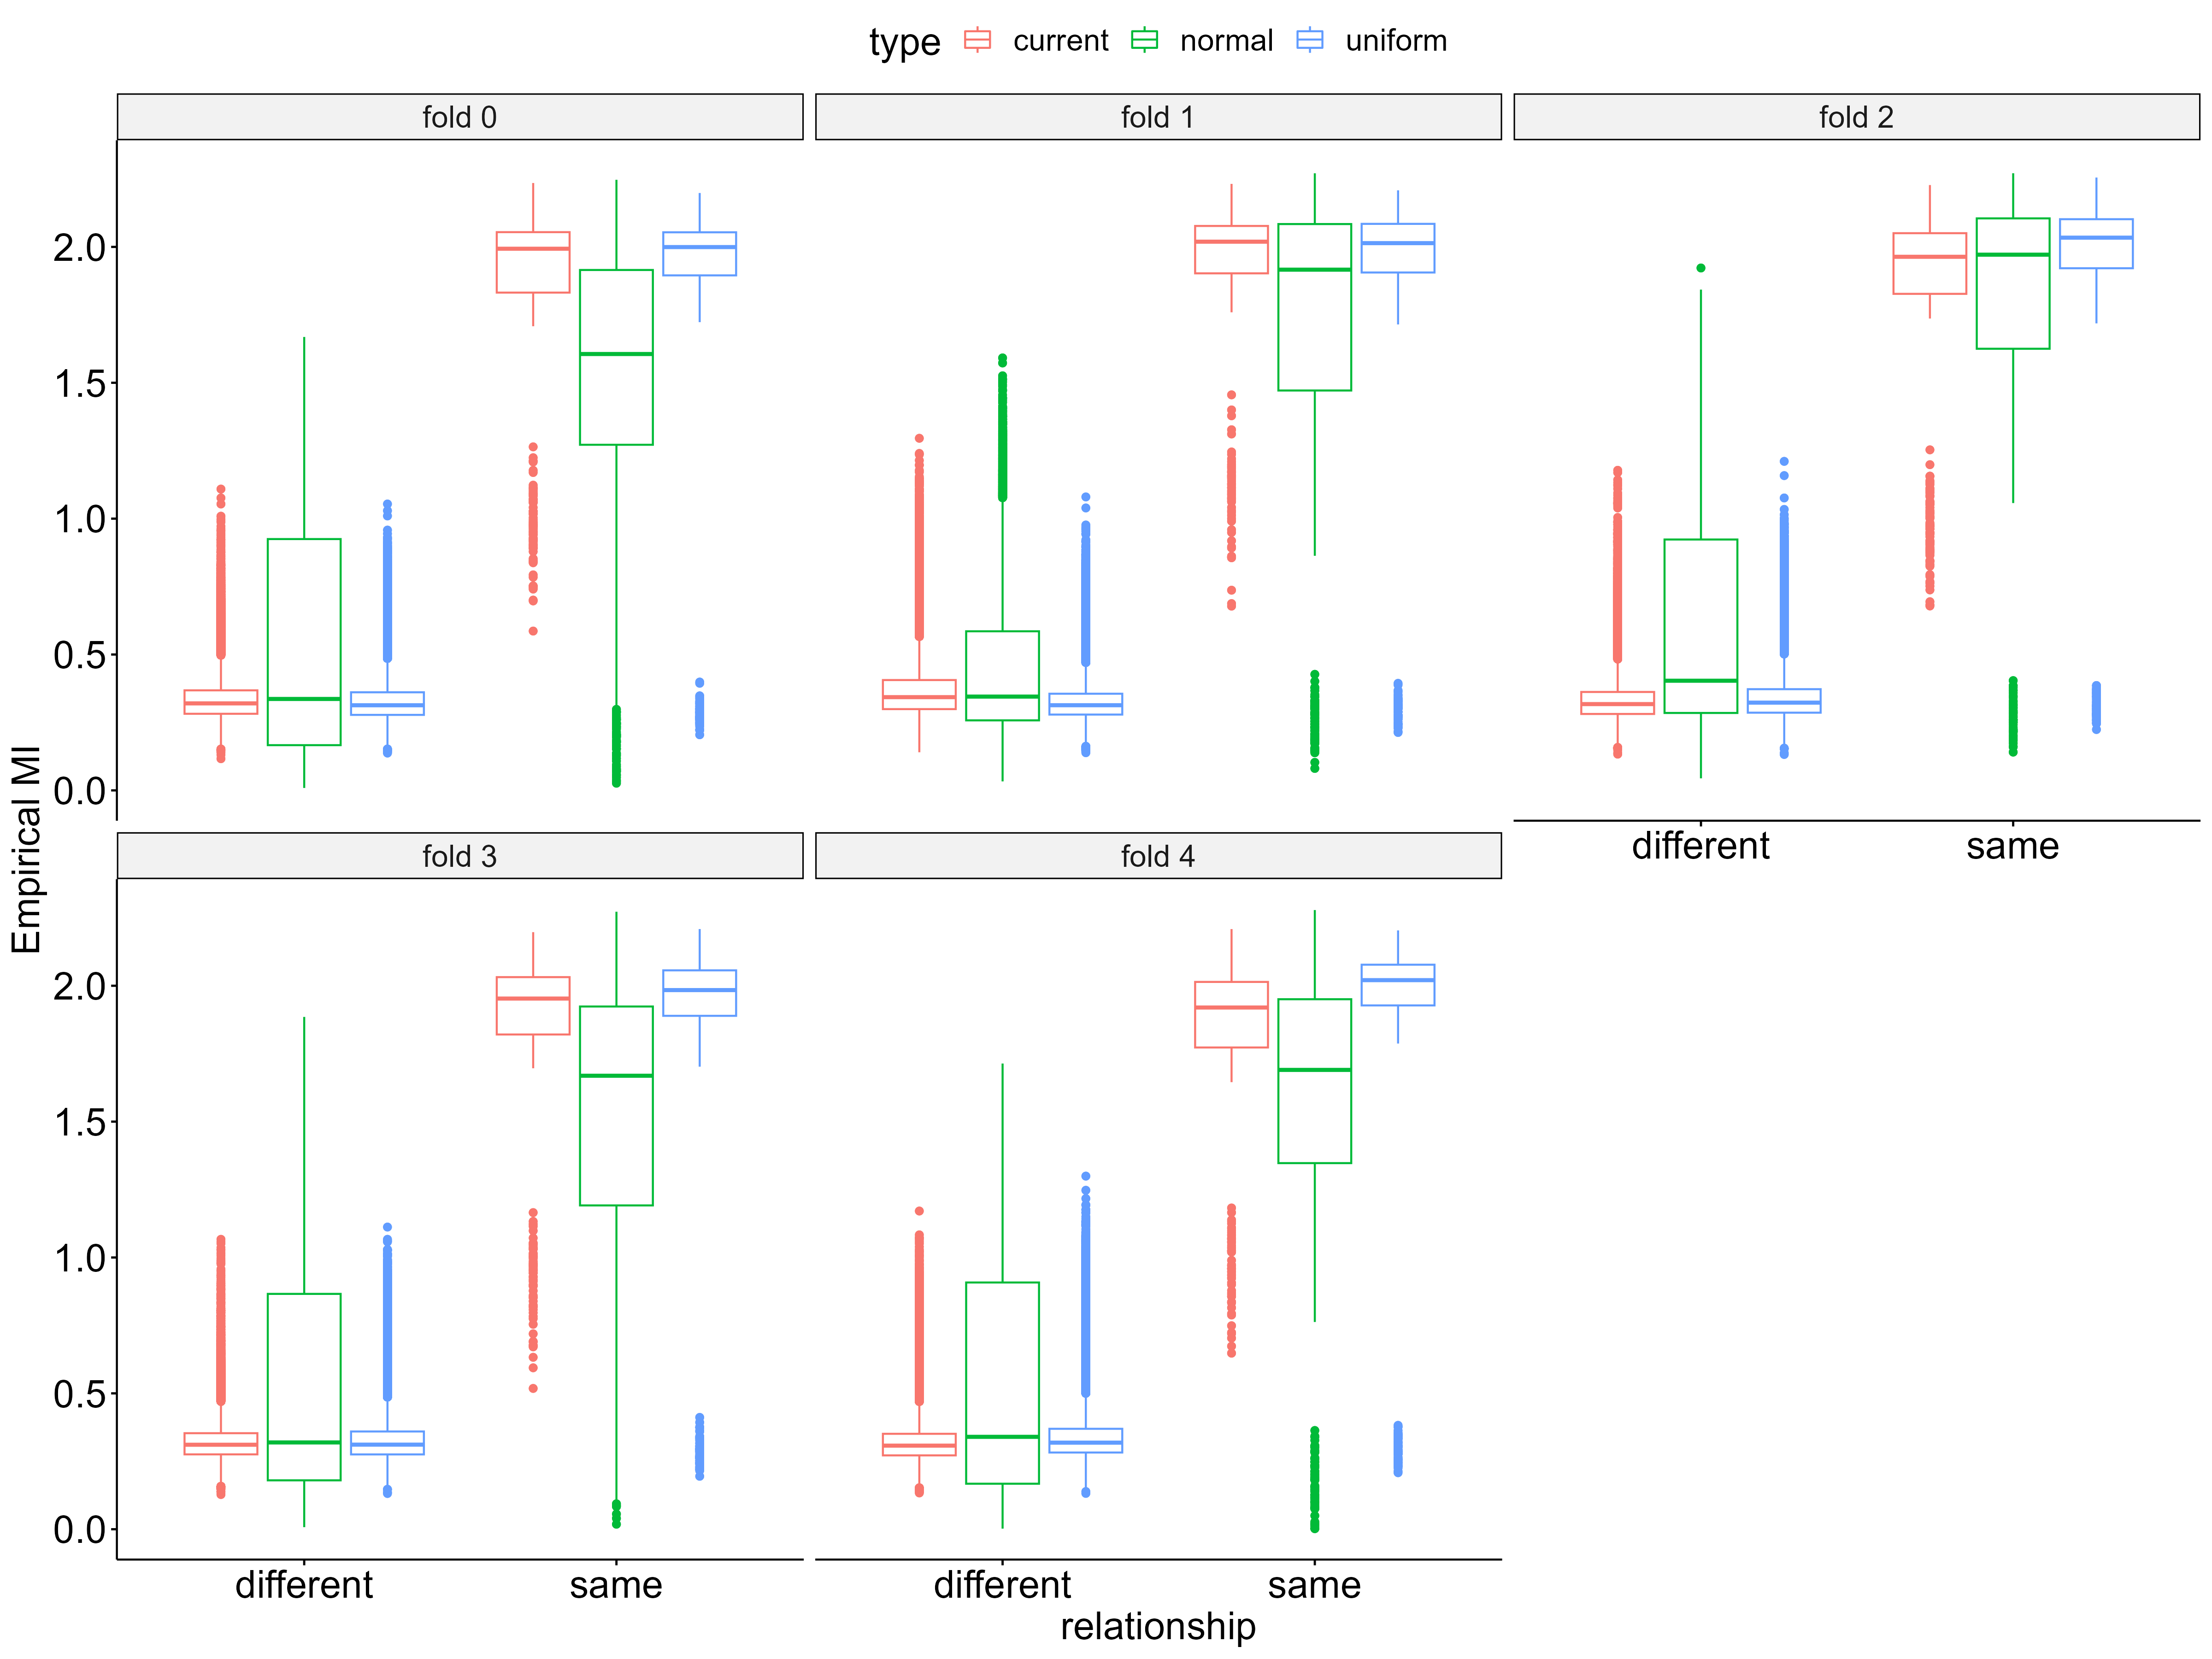 type current normal uniform
fold 0 fold 1 fold 2
2.0
1.5
1.0
0.5
0.0
different same
fold 3 fold 4
2.0
1.5
1.0
0.5
0.0
different same different same
relationship
Empirical MI